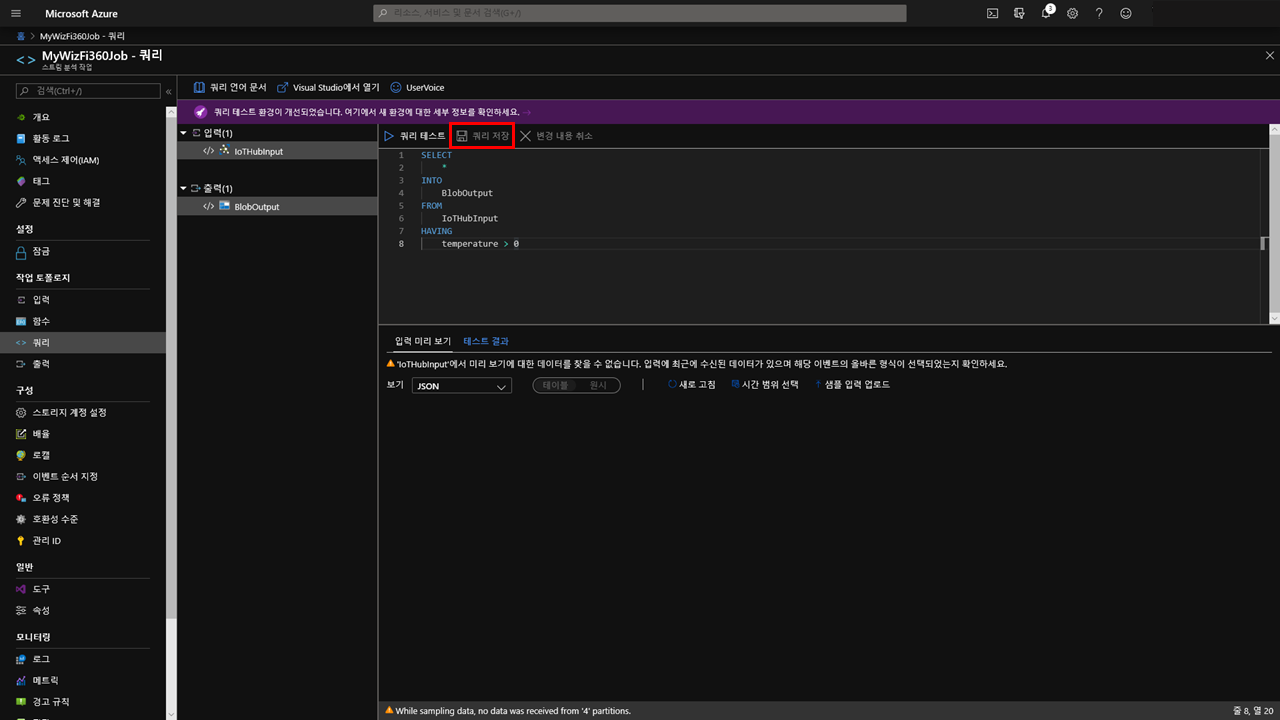 Microsoft Azure
리소스, 서비스 및 문서 검색(G+/)
3
홈 > MyWizFi360Job - 쿼리
<> MyWizFi360Job - 쿼리
스트림 분석 작업
검색(Ctrl+/)
«
개요
활동 로그
액세스 제어(IAM)
태그
문제 진단 및 해결
설정
잠금
작업 토폴로지
입력
함수
쿼리
출력
구성
스토리지 계정 설정
배율
로캘
이벤트 순서 지정
오류 정책
호환성 수준
관리 ID
일반
도구
속성
모니터링
로그
메트릭
경고 규칙
쿼리 언어 문서
Visual Studio에서 열기
UserVoice
쿼리 테스트 환경이 개선되었습니다. 여기에서 새 환경에 대한 세부 정보를 확인하세요. →
입력(1)
</> IoTHubInput
출력(1)
</> BlobOutput
쿼리 테스트
쿼리 저장
변경 내용 취소
1 SELECT
2 *
3 INTO
4 BlobOutput
5 FROM
6 IoTHubInput
7 HAVING
8 temperature > 0
입력 미리 보기
테스트 결과
'IoTHubInput'에서 미리 보기에 대한 데이터를 찾을 수 없습니다. 입력에 최근에 수신된 데이터가 있으며 해당 이벤트의 올바른 형식이 선택되었는지 확인하세요.
보기
JSON
테이블
원시
새로 고침
시간 범위 선택
샘플 입력 업로드
While sampling data, no data was received from '4' partitions.
줄 8, 열 20